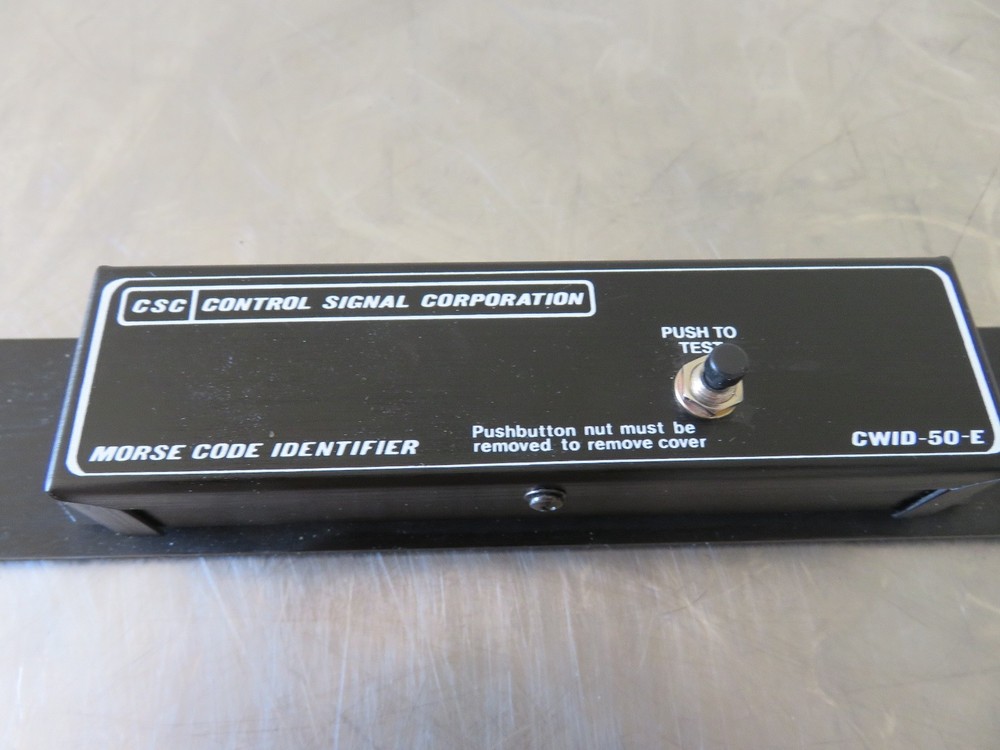 CSC CONTROL SIGNAL CORPORATION
PUSH TO
TEST
Pushbutton nut must be
removed to remove cover
MORSE CODE IDENTIFIER
CWID-50-E